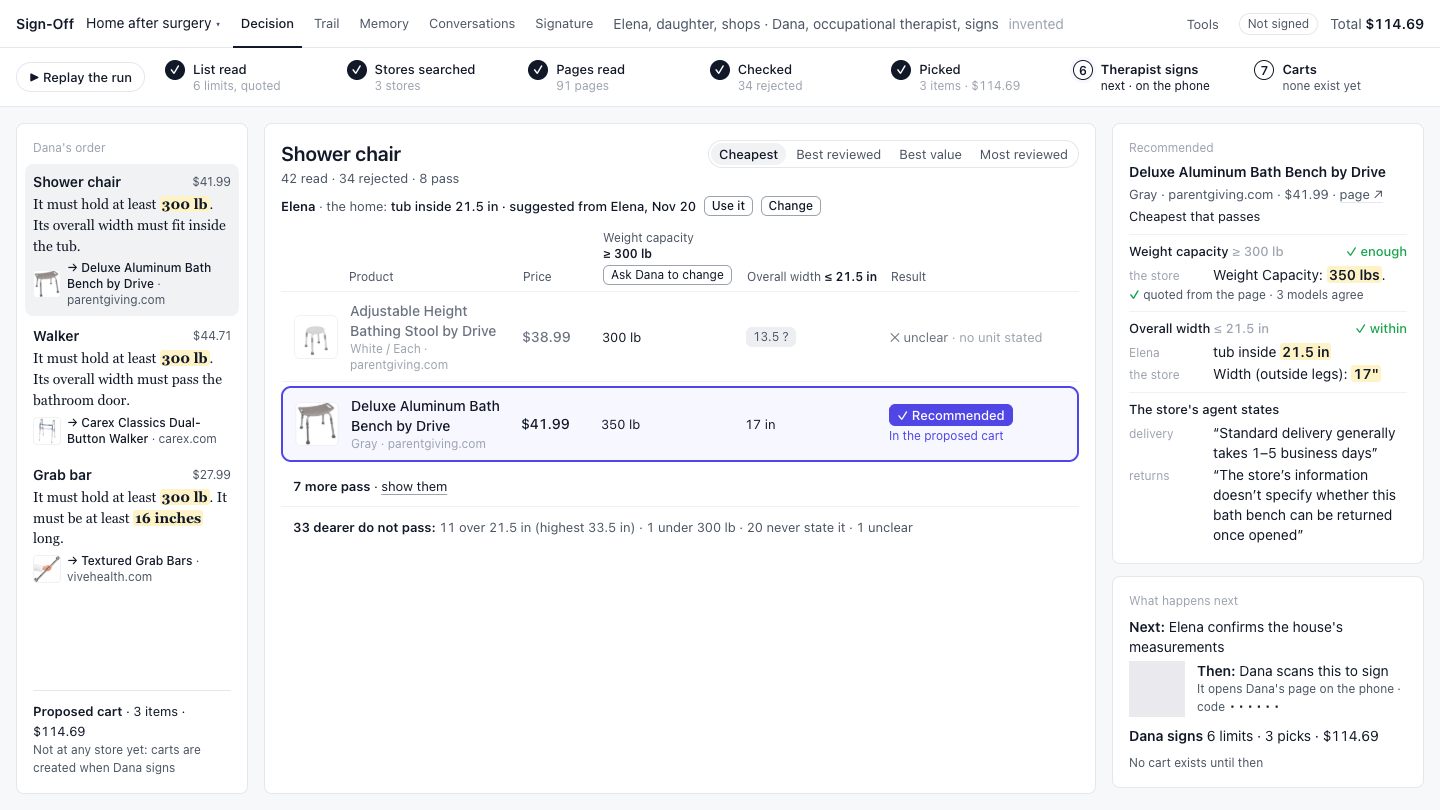 Sign-Off Home after surgery ▾ Decision Trail Memory Conversations Signature Elena, daughter, shops · Dana, occupational therapist, signs invented Tools Not signed Total $114.69
▶ Replay the run
✓ List read
6 limits, quoted
✓ Stores searched
3 stores
✓ Pages read
91 pages
✓ Checked
34 rejected
✓ Picked
3 items · $114.69
6 Therapist signs
next · on the phone
7 Carts
none exist yet
Dana's order
Shower chair $41.99
It must hold at least 300 lb.
Its overall width must fit inside
the tub.
→ Deluxe Aluminum Bath
Bench by Drive ·
parentgiving.com
Walker $44.71
It must hold at least 300 lb.
Its overall width must pass the
bathroom door.
→ Carex Classics Dual-
Button Walker · carex.com
Grab bar $27.99
It must hold at least 300 lb. It
must be at least 16 inches
long.
→ Textured Grab Bars ·
vivehealth.com
Proposed cart · 3 items ·
$114.69
Not at any store yet: carts are
created when Dana signs
Shower chair
Cheapest Best reviewed Best value Most reviewed
42 read · 34 rejected · 8 pass
Elena · the home: tub inside 21.5 in · suggested from Elena, Nov 20 Use it Change
Weight capacity
≥ 300 lb
Ask Dana to change
Product Price Overall width ≤ 21.5 in Result
Adjustable Height
Bathing Stool by Drive
White / Each ·
parentgiving.com
$38.99 300 lb 13.5 ? × unclear · no unit stated
Deluxe Aluminum Bath
Bench by Drive
Gray · parentgiving.com
$41.99 350 lb 17 in ✓ Recommended
In the proposed cart
7 more pass · show them
33 dearer do not pass: 11 over 21.5 in (highest 33.5 in) · 1 under 300 lb · 20 never state it · 1 unclear
Recommended
Deluxe Aluminum Bath Bench by Drive
Gray · parentgiving.com · $41.99 · page ↗
Cheapest that passes
Weight capacity ≥ 300 lb ✓ enough
the store Weight Capacity: 350 lbs.
✓ quoted from the page · 3 models agree
Overall width ≤ 21.5 in ✓ within
Elena tub inside 21.5 in
the store Width (outside legs): 17"
The store's agent states
delivery “Standard delivery generally
takes 1–5 business days”
returns “The store’s information
doesn’t specify whether this
bath bench can be returned
once opened”
What happens next
Next: Elena confirms the house's
measurements
Then: Dana scans this to sign
It opens Dana's page on the phone ·
code • • • • • •
Dana signs 6 limits · 3 picks · $114.69
No cart exists until then